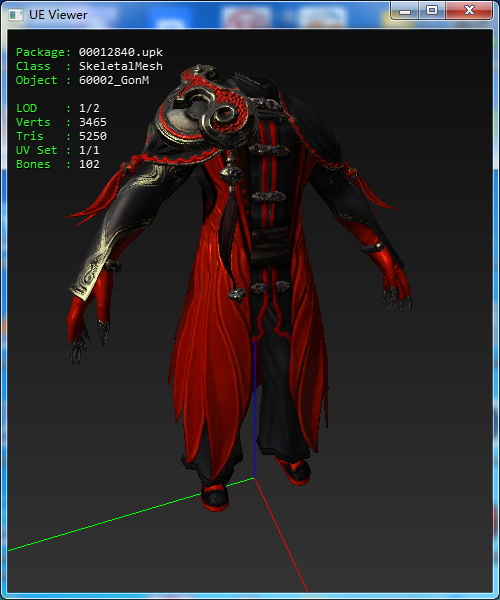 UE Viewer
Package: 00012840.upk
Class : SkeletalMesh
Object : 60002_GonM
LOD : 1/2
Verts : 3465
Tris : 5250
UV Set : 1/1
Bones : 102